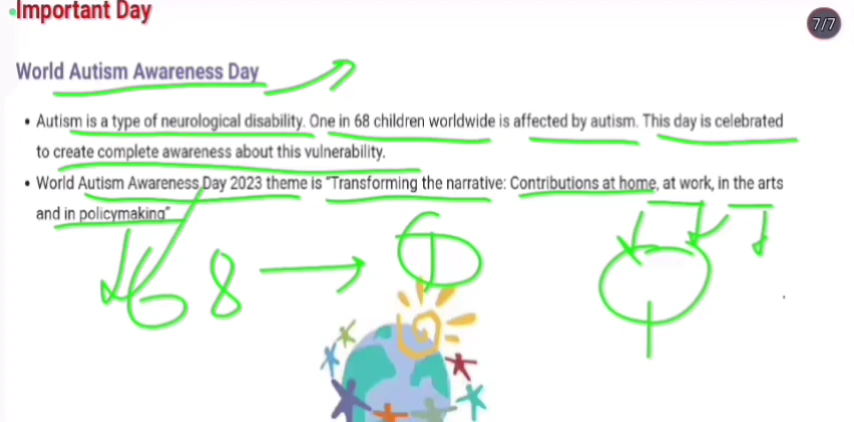 Important Day
7/7
World Autism Awareness Day
• Autism is a type of neurological disability. One in 68 children worldwide is affected by autism. This day is celebrated
to create complete awareness about this vulnerability.
• World Autism Awareness Day 2023 theme is "Transforming the narrative: Contributions at home, at work, in the arts
and in policymaking"
68 → 1